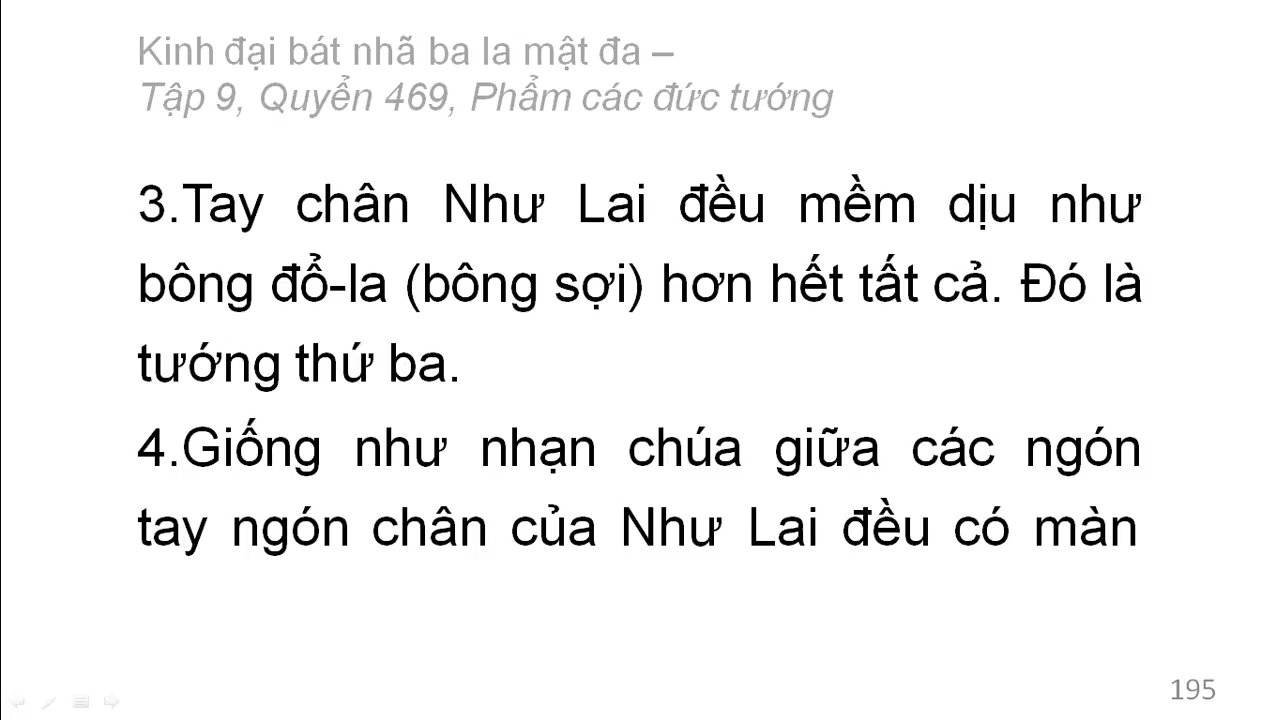 Kinh đại bát nhã ba la mật đa –
Tập 9, Quyển 469, Phẩm các đức tướng
3.Tay chân Như Lai đều mềm dịu như
bông đổ-la (bông sợi) hơn hết tất cả. Đó là
tướng thứ ba.
4.Giống như nhạn chúa giữa các ngón
tay ngón chân của Như Lai đều có màn
195